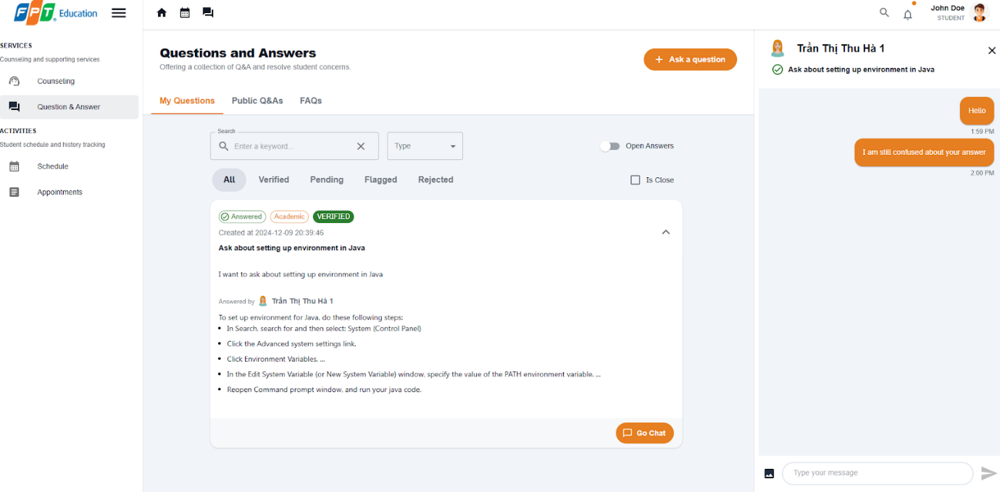 FPT Education
John Doe
STUDENT
SERVICES
Counseling and supporting services
Counseling
Question & Answer
ACTIVITIES
Student schedule and history tracking
Schedule
Appointments
Questions and Answers
Offering a collection of Q&A and resolve student concerns.
Ask a question
My Questions Public Q&As FAQs
Search
Enter a keyword...
Type
Open Answers
All Verified Pending Flagged Rejected
Is Close
Answered Academic VERIFIED
Created at 2024-12-09 20:39:46
Ask about setting up environment in Java
I want to ask about setting up environment in Java
Answered by Trần Thị Thu Hà 1
To set up environment for Java, do these following steps:
In Search, search for and then select: System (Control Panel)
Click the Advanced system settings link.
Click Environment Variables. ...
In the Edit System Variable (or New System Variable) window, specify the value of the PATH environment variable. ...
Reopen Command prompt window, and run your java code.
Go Chat
Trần Thị Thu Hà 1
Ask about setting up environment in Java
Hello
1:59 PM
I am still confused about your answer
2:00 PM
Type your message